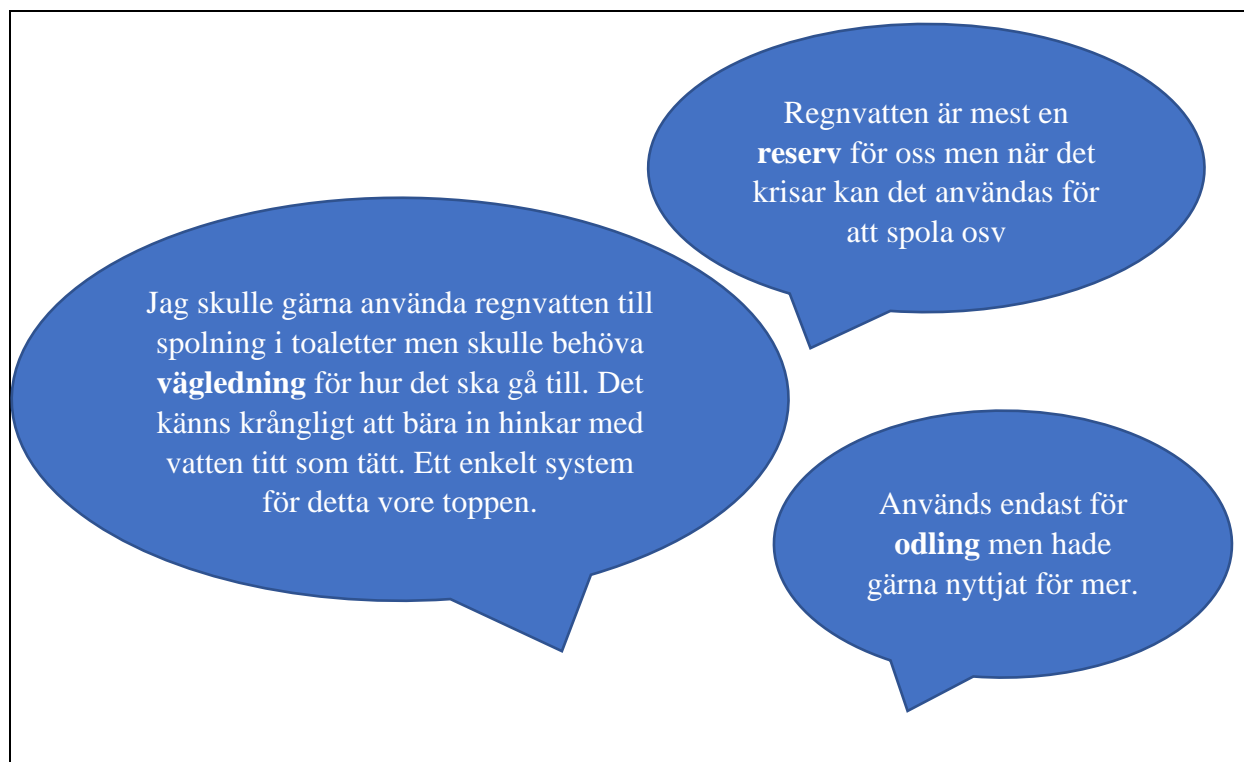 Regnvatten är mest en
reserv för oss men när det
krisar kan det användas för
att spola osv
Jag skulle gärna använda regnvatten till
spolning i toaletter men skulle behöva
vägledning för hur det ska gå till. Det
känns krångligt att bära in hinkar med
vatten titt som tätt. Ett enkelt system
för detta vore toppen.
Används endast för
odling men hade
gärna nyttjat för mer.